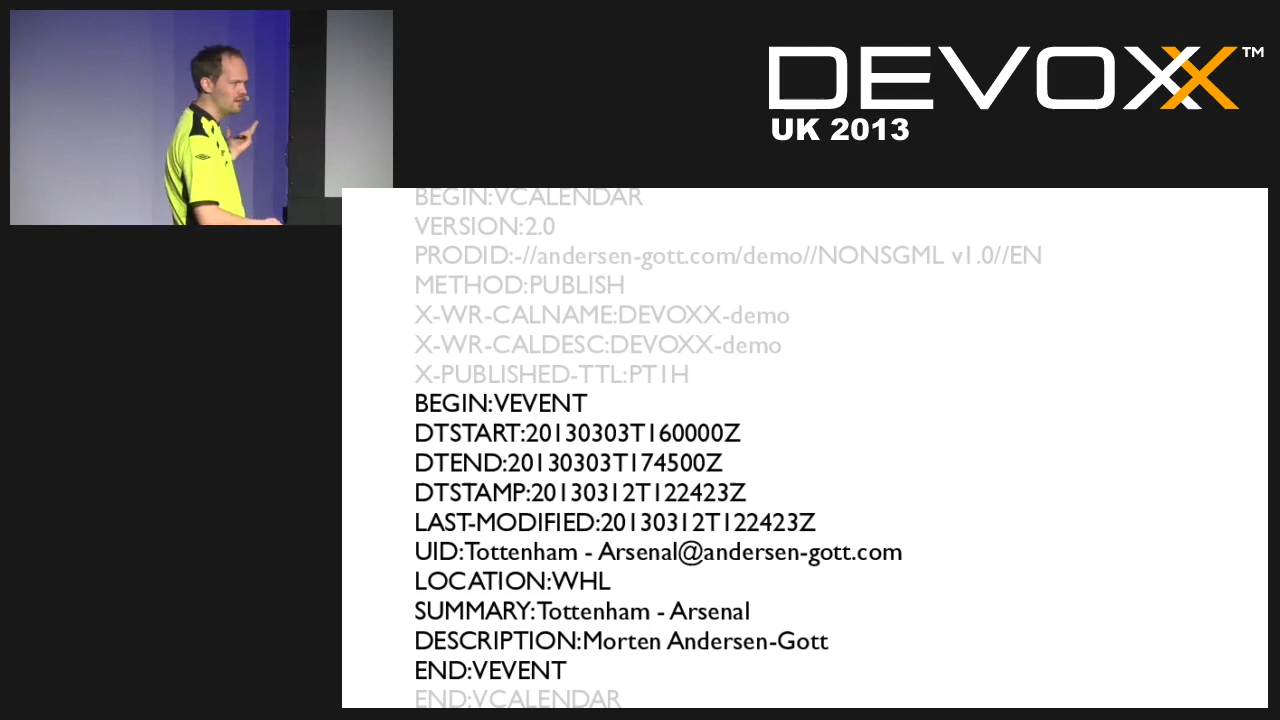 DEVOXX™
UK 2013
BEGIN:VCALENDAR
VERSION:2.0
PRODID:-//andersen-gott.com/demo//NONSGML v1.0//EN
METHOD:PUBLISH
X-WR-CALNAME:DEVOXX-demo
X-WR-CALDESC:DEVOXX-demo
X-PUBLISHED-TTL:PT1H
BEGIN:VEVENT
DTSTART:20130303T160000Z
DTEND:20130303T174500Z
DTSTAMP:20130312T122423Z
LAST-MODIFIED:20130312T122423Z
UID:Tottenham - Arsenal@andersen-gott.com
LOCATION:WHL
SUMMARY:Tottenham - Arsenal
DESCRIPTION:Morten Andersen-Gott
END:VEVENT
END:VCALENDAR